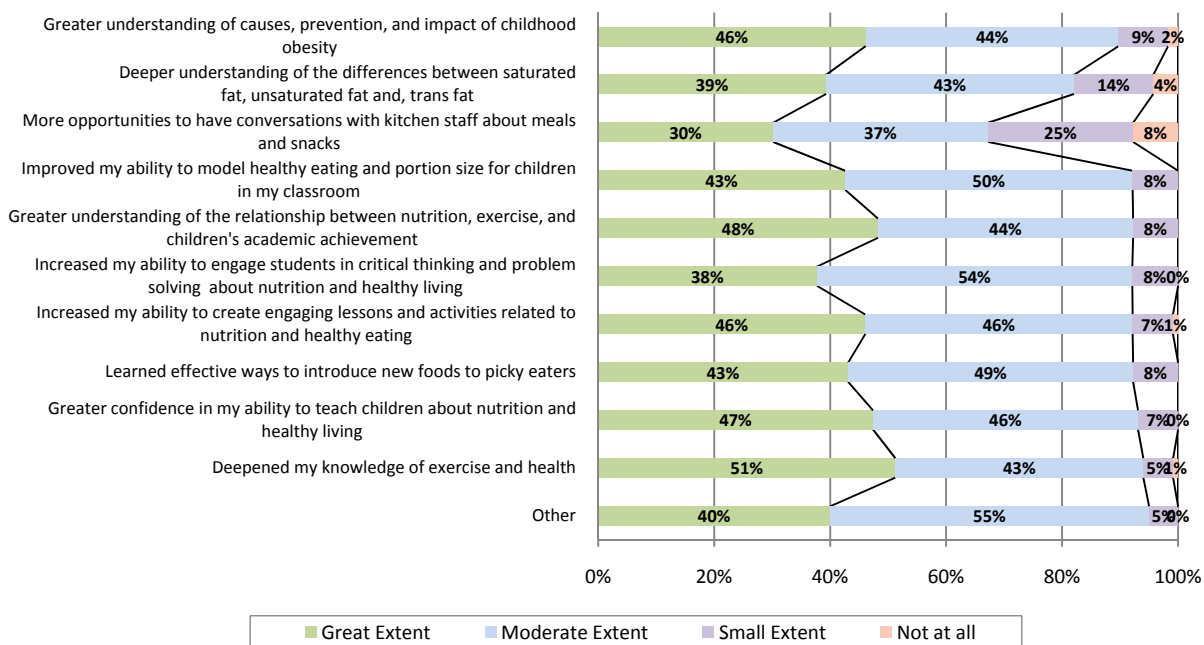 Greater understanding of causes, prevention, and impact of childhood
obesity
46% 44% 9% 2%
Deeper understanding of the differences between saturated
fat, unsaturated fat and, trans fat
39% 43% 14% 4%
More opportunities to have conversations with kitchen staff about meals
and snacks
30% 37% 25% 8%
Improved my ability to model healthy eating and portion size for children
in my classroom
43% 50% 8%
Greater understanding of the relationship between nutrition, exercise, and
children's academic achievement
48% 44% 8%
Increased my ability to engage students in critical thinking and problem
solving about nutrition and healthy living
38% 54% 8% 0%
Increased my ability to create engaging lessons and activities related to
nutrition and healthy eating
46% 46% 7% 1%
Learned effective ways to introduce new foods to picky eaters
43% 49% 8%
Greater confidence in my ability to teach children about nutrition and
healthy living
47% 46% 7% 0%
Deepened my knowledge of exercise and health
51% 43% 5% 1%
Other
40% 55% 5% 0%
0% 20% 40% 60% 80% 100%
Great Extent Moderate Extent Small Extent Not at all